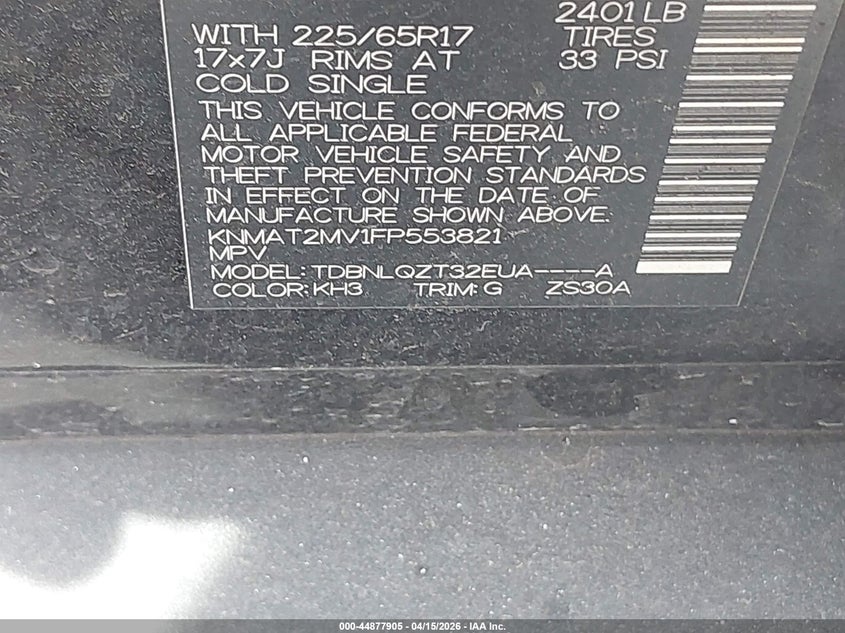 2401 LB
WITH 225/65R17 TIRES
17x7J RIMS AT 33 PSI
COLD SINGLE
THIS VEHICLE CONFORMS TO
ALL APPLICABLE FEDERAL
MOTOR VEHICLE SAFETY AND
THEFT PREVENTION STANDARDS
IN EFFECT ON THE DATE OF
MANUFACTURE SHOWN ABOVE.
KNMAT2MV1FP553821
MPV
MODEL: TDBNLQZT32EUA----A
COLOR: KH3 TRIM: G ZS30A
000-44877905 - 04/15/2026 - IAA Inc.